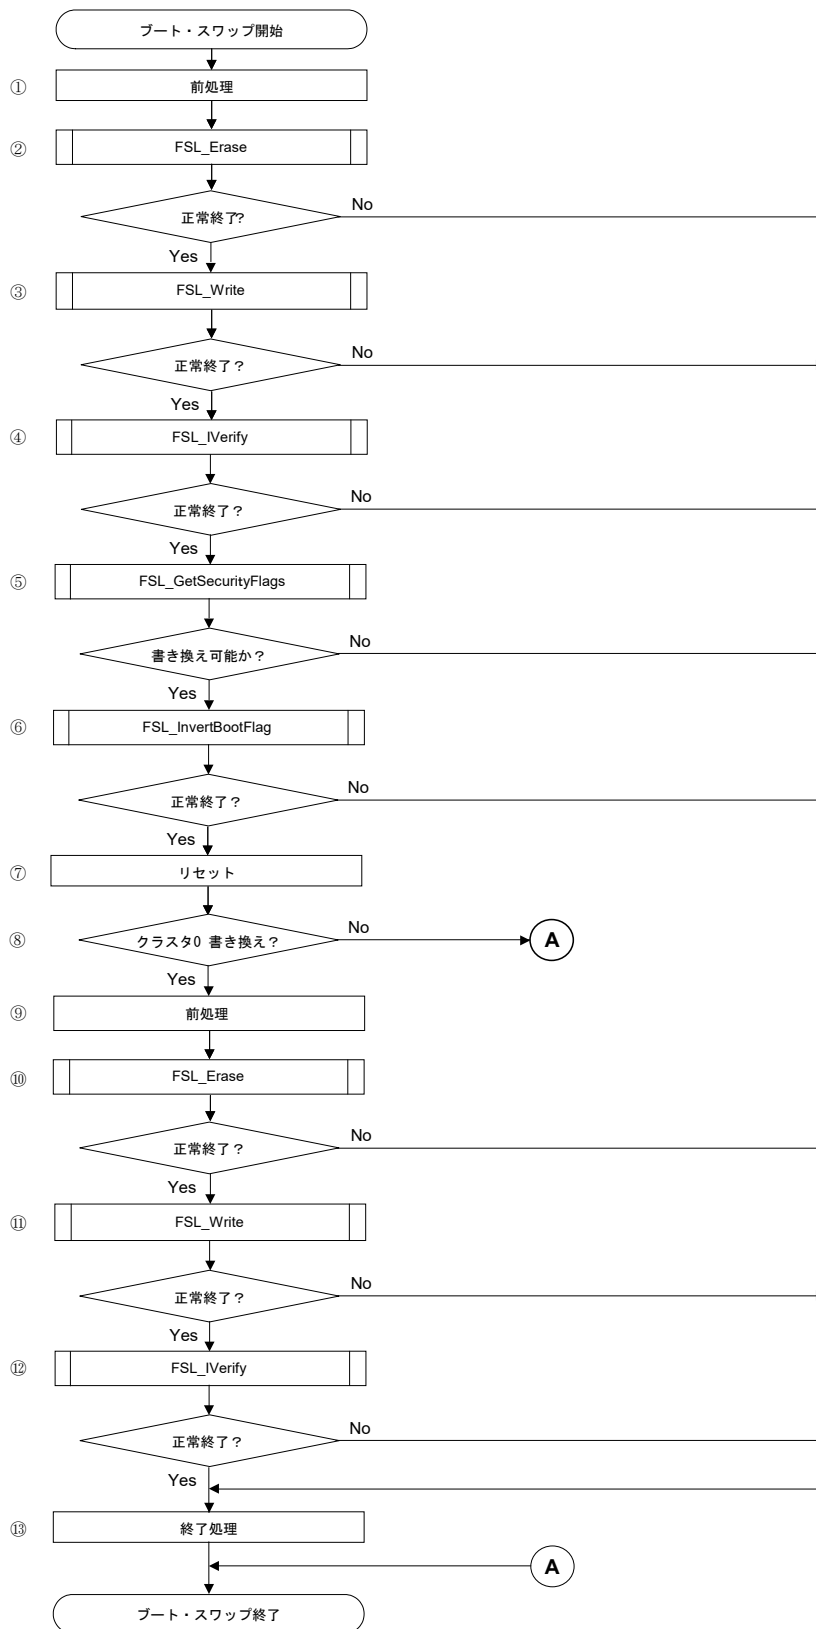 ブート・スワップ開始
① 前処理
② FSL_Erase
正常終了?
No
Yes
③ FSL_Write
正常終了？
No
Yes
④ FSL_IVerify
正常終了？
No
Yes
⑤ FSL_GetSecurityFlags
書き換え可能か？
No
Yes
⑥ FSL_InvertBootFlag
正常終了？
No
Yes
⑦ リセット
⑧ クラスタ0 書き換え？
No
A
Yes
⑨ 前処理
⑩ FSL_Erase
正常終了？
No
Yes
⑪ FSL_Write
正常終了？
No
Yes
⑫ FSL_IVerify
正常終了？
No
Yes
⑬ 終了処理
A
ブート・スワップ終了